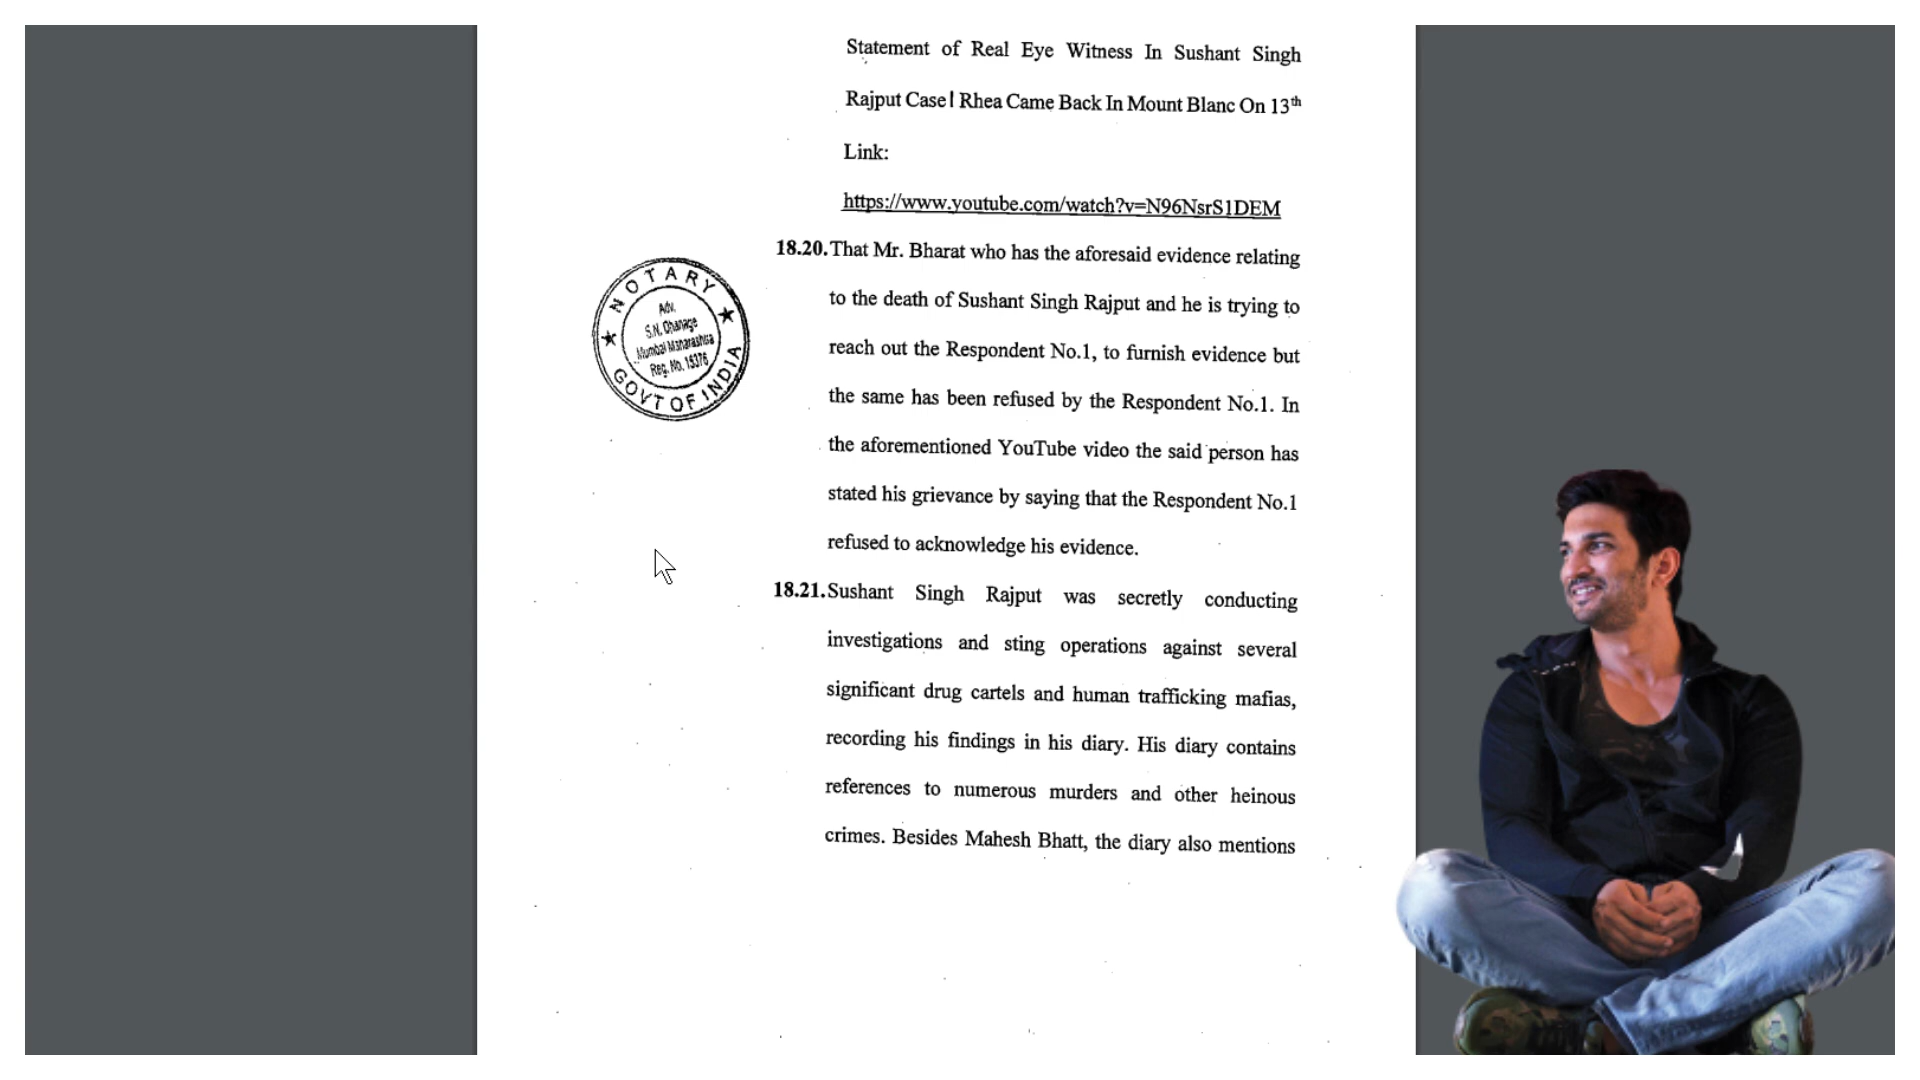 Statement of Real Eye Witness In Sushant Singh
Rajput Case| Rhea Came Back In Mount Blanc On 13th
Link:
https://www.youtube.com/watch?v=N96NsrS1DEM
18.20. That Mr. Bharat who has the aforesaid evidence relating
to the death of Sushant Singh Rajput and he is trying to
reach out the Respondent No.1, to furnish evidence but
the same has been refused by the Respondent No.1. In
the aforementioned YouTube video the said person has
stated his grievance by saying that the Respondent No.1
refused to acknowledge his evidence.
18.21. Sushant Singh Rajput was secretly conducting
investigations and sting operations against several
significant drug cartels and human trafficking mafias,
recording his findings in his diary. His diary contains
references to numerous murders and other heinous
crimes. Besides Mahesh Bhatt, the diary also mentions
NOTARY
Adv.
S.N. Dhanage
Mumbai Maharashtra
Reg. No. 15376
GOVT OF INDIA